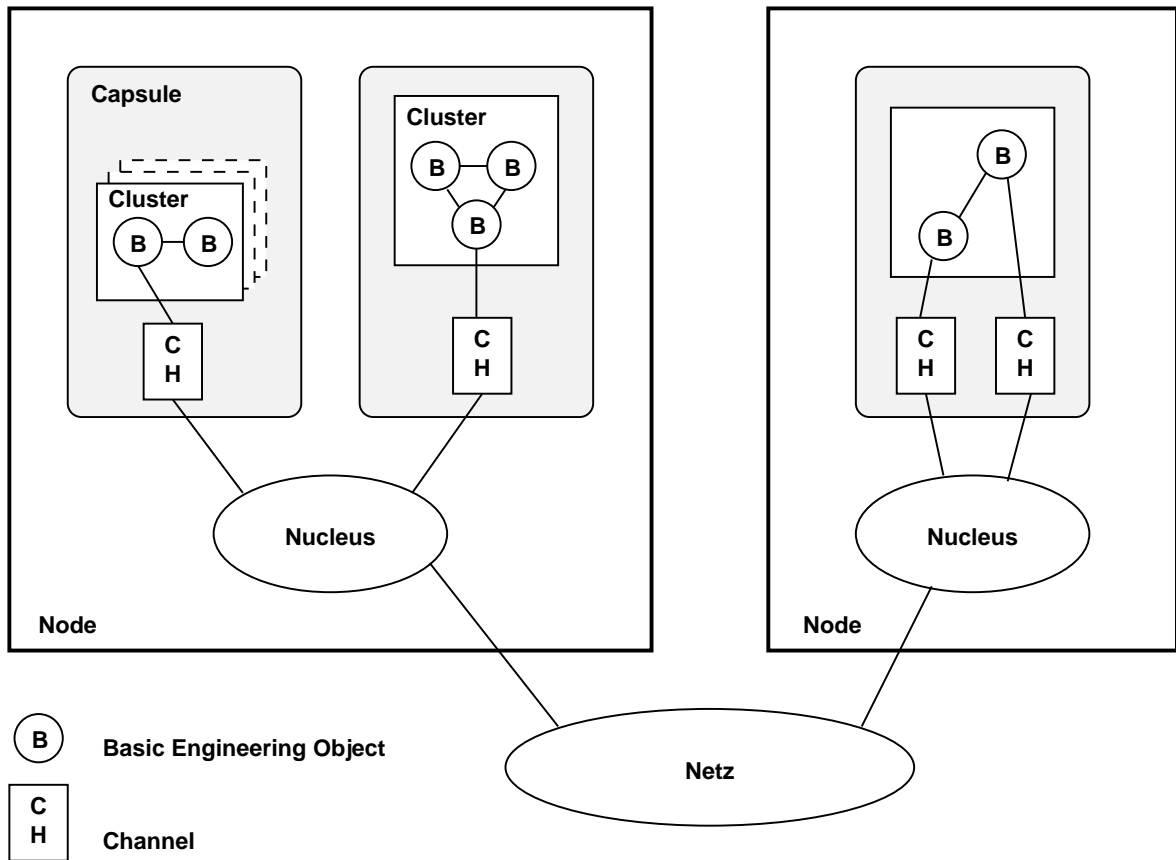 Capsule
Cluster
B B
C
H
Cluster
B B
B
C
H
Nucleus
Node
B
B
C
H
C
H
Nucleus
Node
Netz
B Basic Engineering Object
C
H
Channel